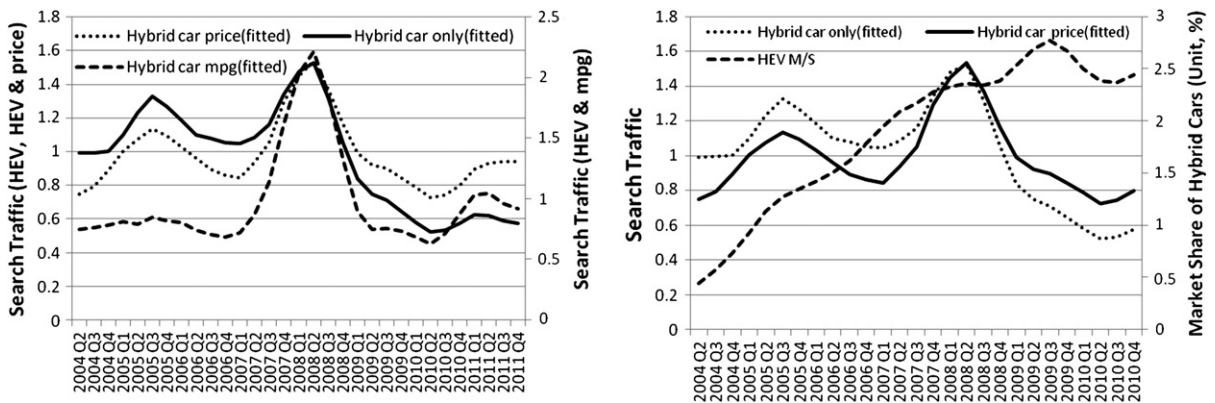 Search Traffic (HEV, HEV & price)
1.8
1.6
1.4
1.2
1
0.8
0.6
0.4
0.2
0
Hybrid car price(fitted)
Hybrid car only(fitted)
Hybrid car mpg(fitted)
2.5
2
1.5
1
0.5
0
Search Traffic (HEV & mpg)
2004 Q2
2004 Q3
2004 Q4
2005 Q1
2005 Q2
2005 Q3
2005 Q4
2006 Q1
2006 Q2
2006 Q3
2006 Q4
2007 Q1
2007 Q2
2007 Q3
2007 Q4
2008 Q1
2008 Q2
2008 Q3
2008 Q4
2009 Q1
2009 Q2
2009 Q3
2009 Q4
2010 Q1
2010 Q2
2010 Q3
2010 Q4
2011 Q1
2011 Q2
2011 Q3
2011 Q4
Search Traffic
1.8
1.6
1.4
1.2
1
0.8
0.6
0.4
0.2
0
Hybrid car only(fitted)
Hybrid car price(fitted)
HEV M/S
3
2.5
2
1.5
1
0.5
0
Market Share of Hybrid Cars (Unit, %)
2004 Q2
2004 Q3
2004 Q4
2005 Q1
2005 Q2
2005 Q3
2005 Q4
2006 Q1
2006 Q2
2006 Q3
2006 Q4
2007 Q1
2007 Q2
2007 Q3
2007 Q4
2008 Q1
2008 Q2
2008 Q3
2008 Q4
2009 Q1
2009 Q2
2009 Q3
2009 Q4
2010 Q1
2010 Q2
2010 Q3
2010 Q4